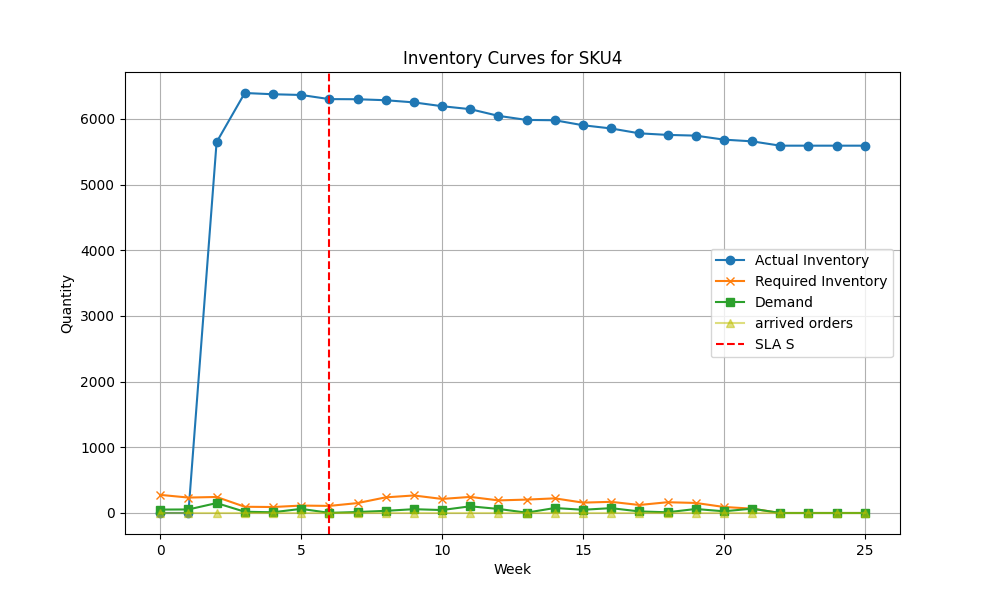 Inventory Curves for SKU4
Quantity
6000
5000
4000
3000
2000
1000
0
Actual Inventory
Required Inventory
Demand
arrived orders
SLA S
0 5 10 15 20 25
Week